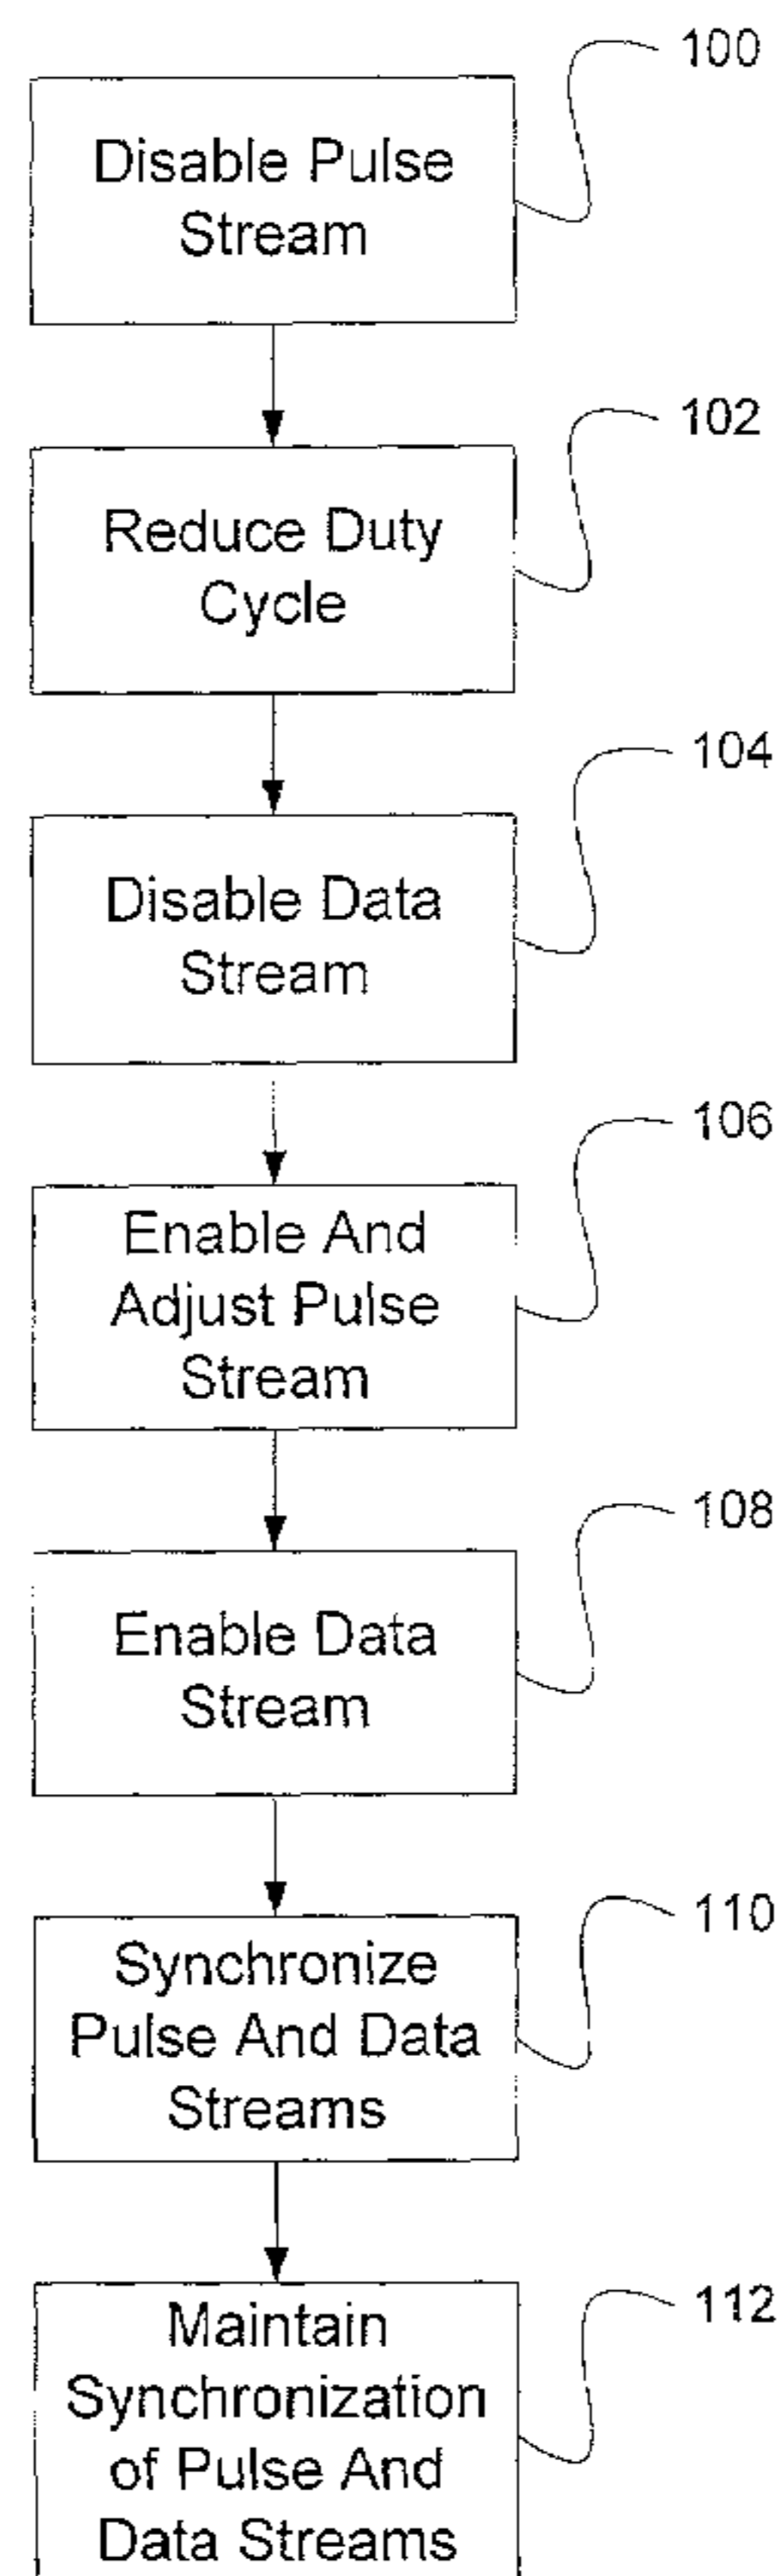 100
Disable Pulse
Stream
102
Reduce Duty
Cycle
104
Disable Data
Stream
106
Enable And
Adjust Pulse
Stream
108
Enable Data
Stream
110
Synchronize
Pulse And Data
Streams
112
Maintain
Synchronization
of Pulse And
Data Streams